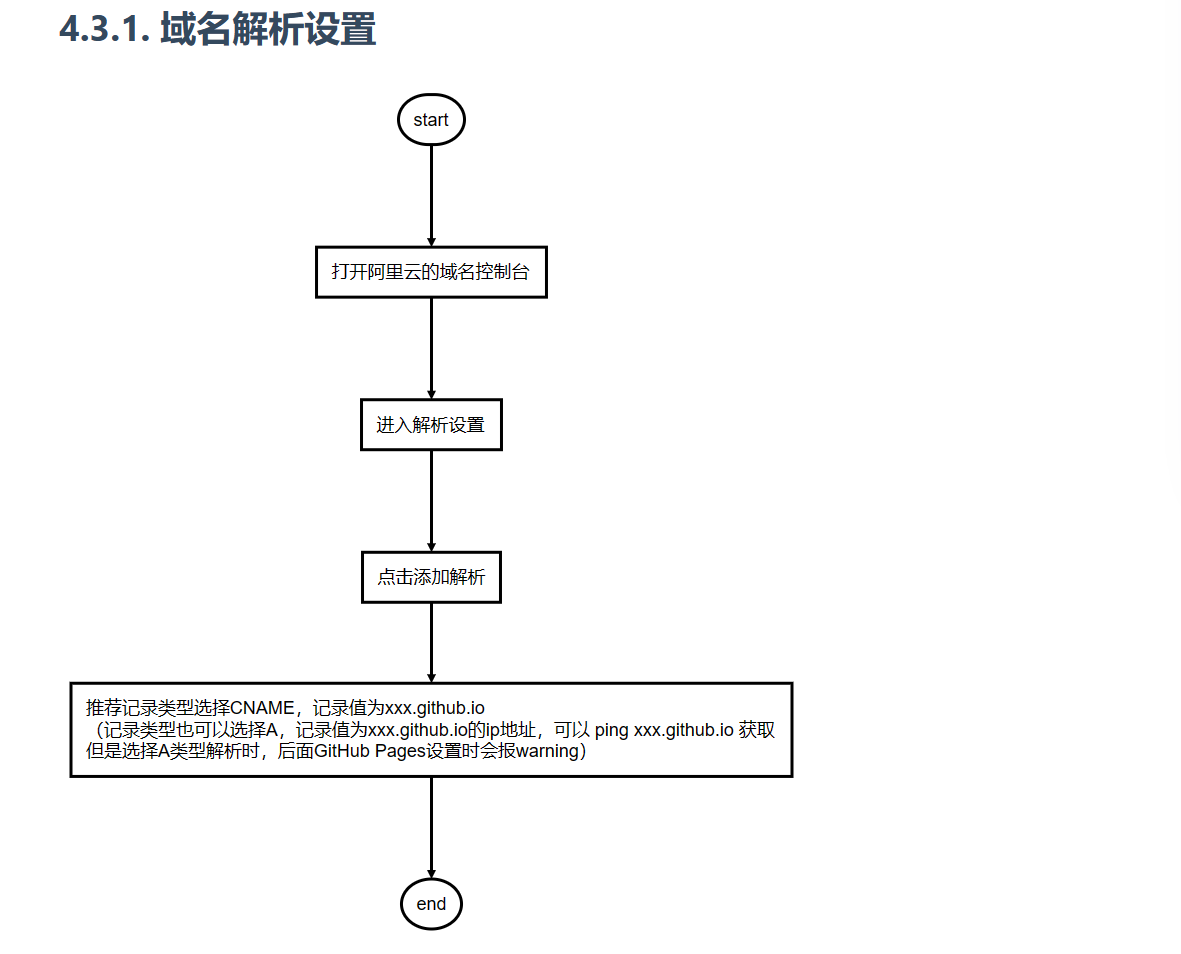 4.3.1. 域名解析设置
start
打开阿里云的域名控制台
进入解析设置
点击添加解析
推荐记录类型选择CNAME，记录值为xxx.github.io
（记录类型也可以选择A，记录值为xxx.github.io的ip地址，可以 ping xxx.github.io 获取
但是选择A类型解析时，后面GitHub Pages设置时会报warning）
end